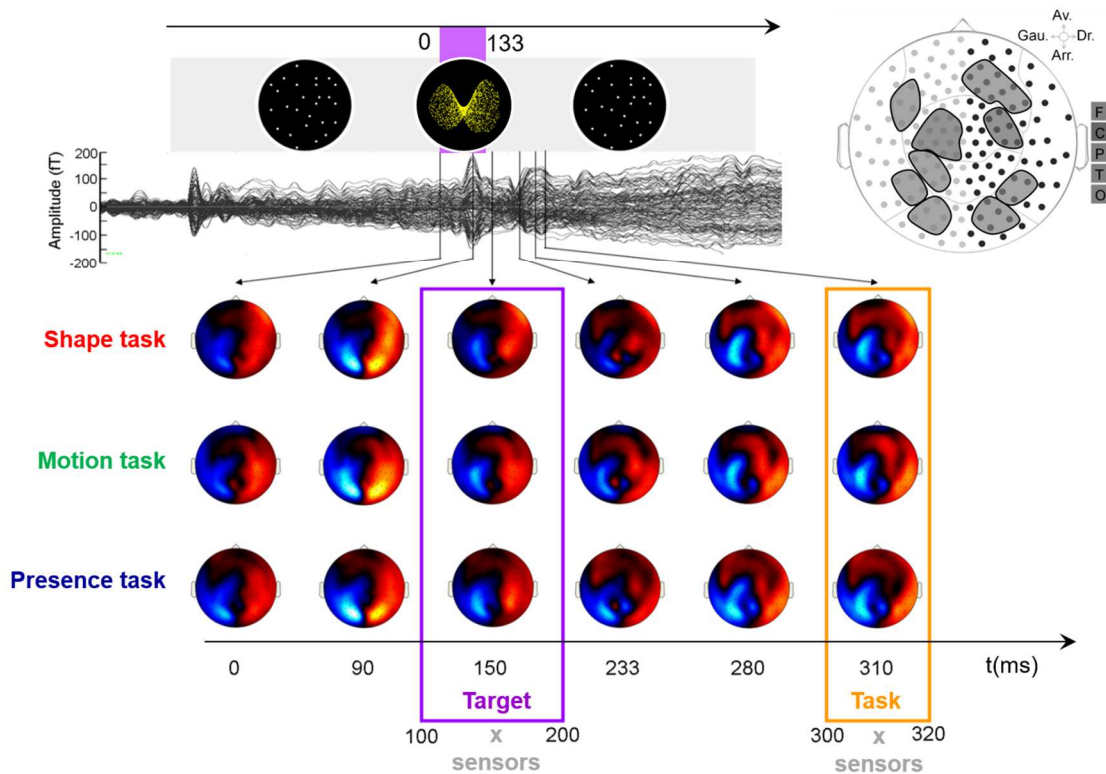 0 133
Av.
Gau. Dr.
Arr.
F
C
P
T
O
Amplitude (fT)
200
100
0
-100
-200
Shape task
Motion task
Presence task
0 90 150 233 280 310 t(ms)
Target Task
100 x 200 300 x 320
sensors sensors